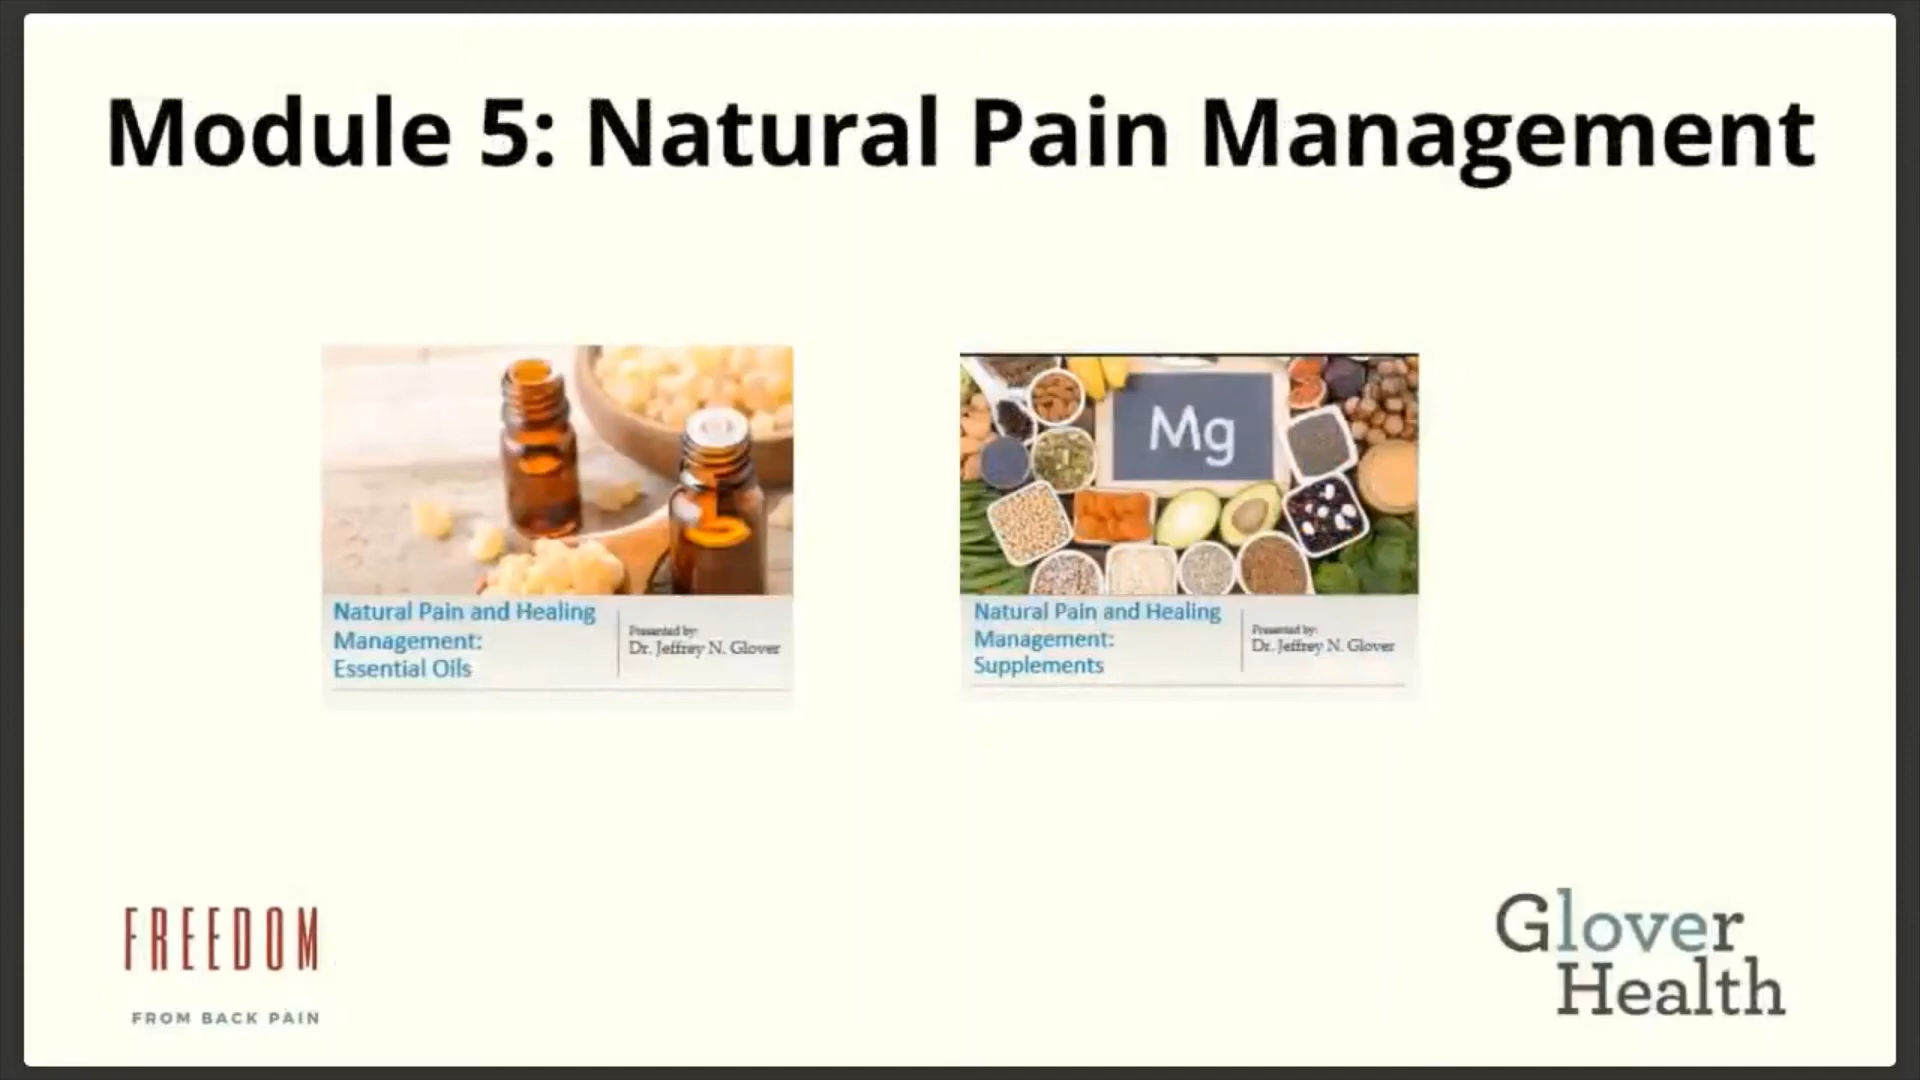 Module 5: Natural Pain Management
Mg
Natural Pain and Healing
Management:
Essential Oils
Presented by:
Dr. Jeffrey N. Glover
Natural Pain and Healing
Management:
Supplements
Presented by:
Dr. Jeffrey N. Glover
FREEDOM
FROM BACK PAIN
Glover
Health